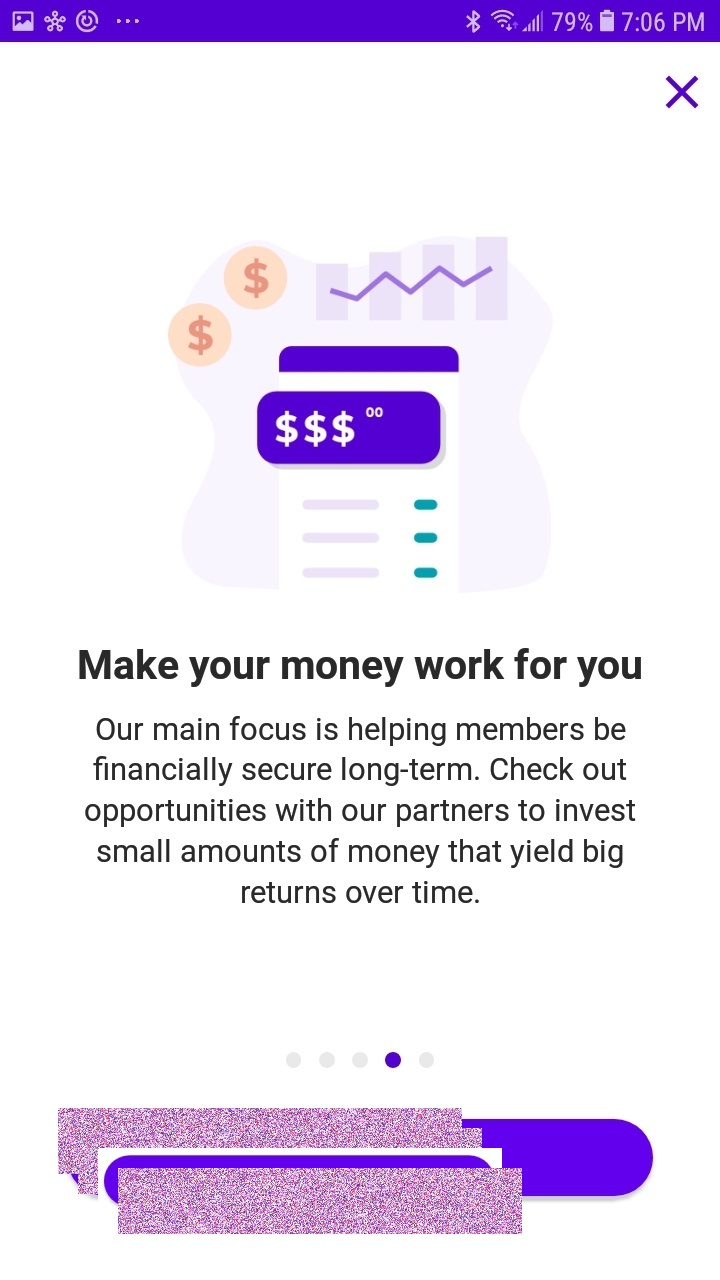 79% 7:06 PM
$
$
$$$ 00
Make your money work for you
Our main focus is helping members be
financially secure long-term. Check out
opportunities with our partners to invest
small amounts of money that yield big
returns over time.